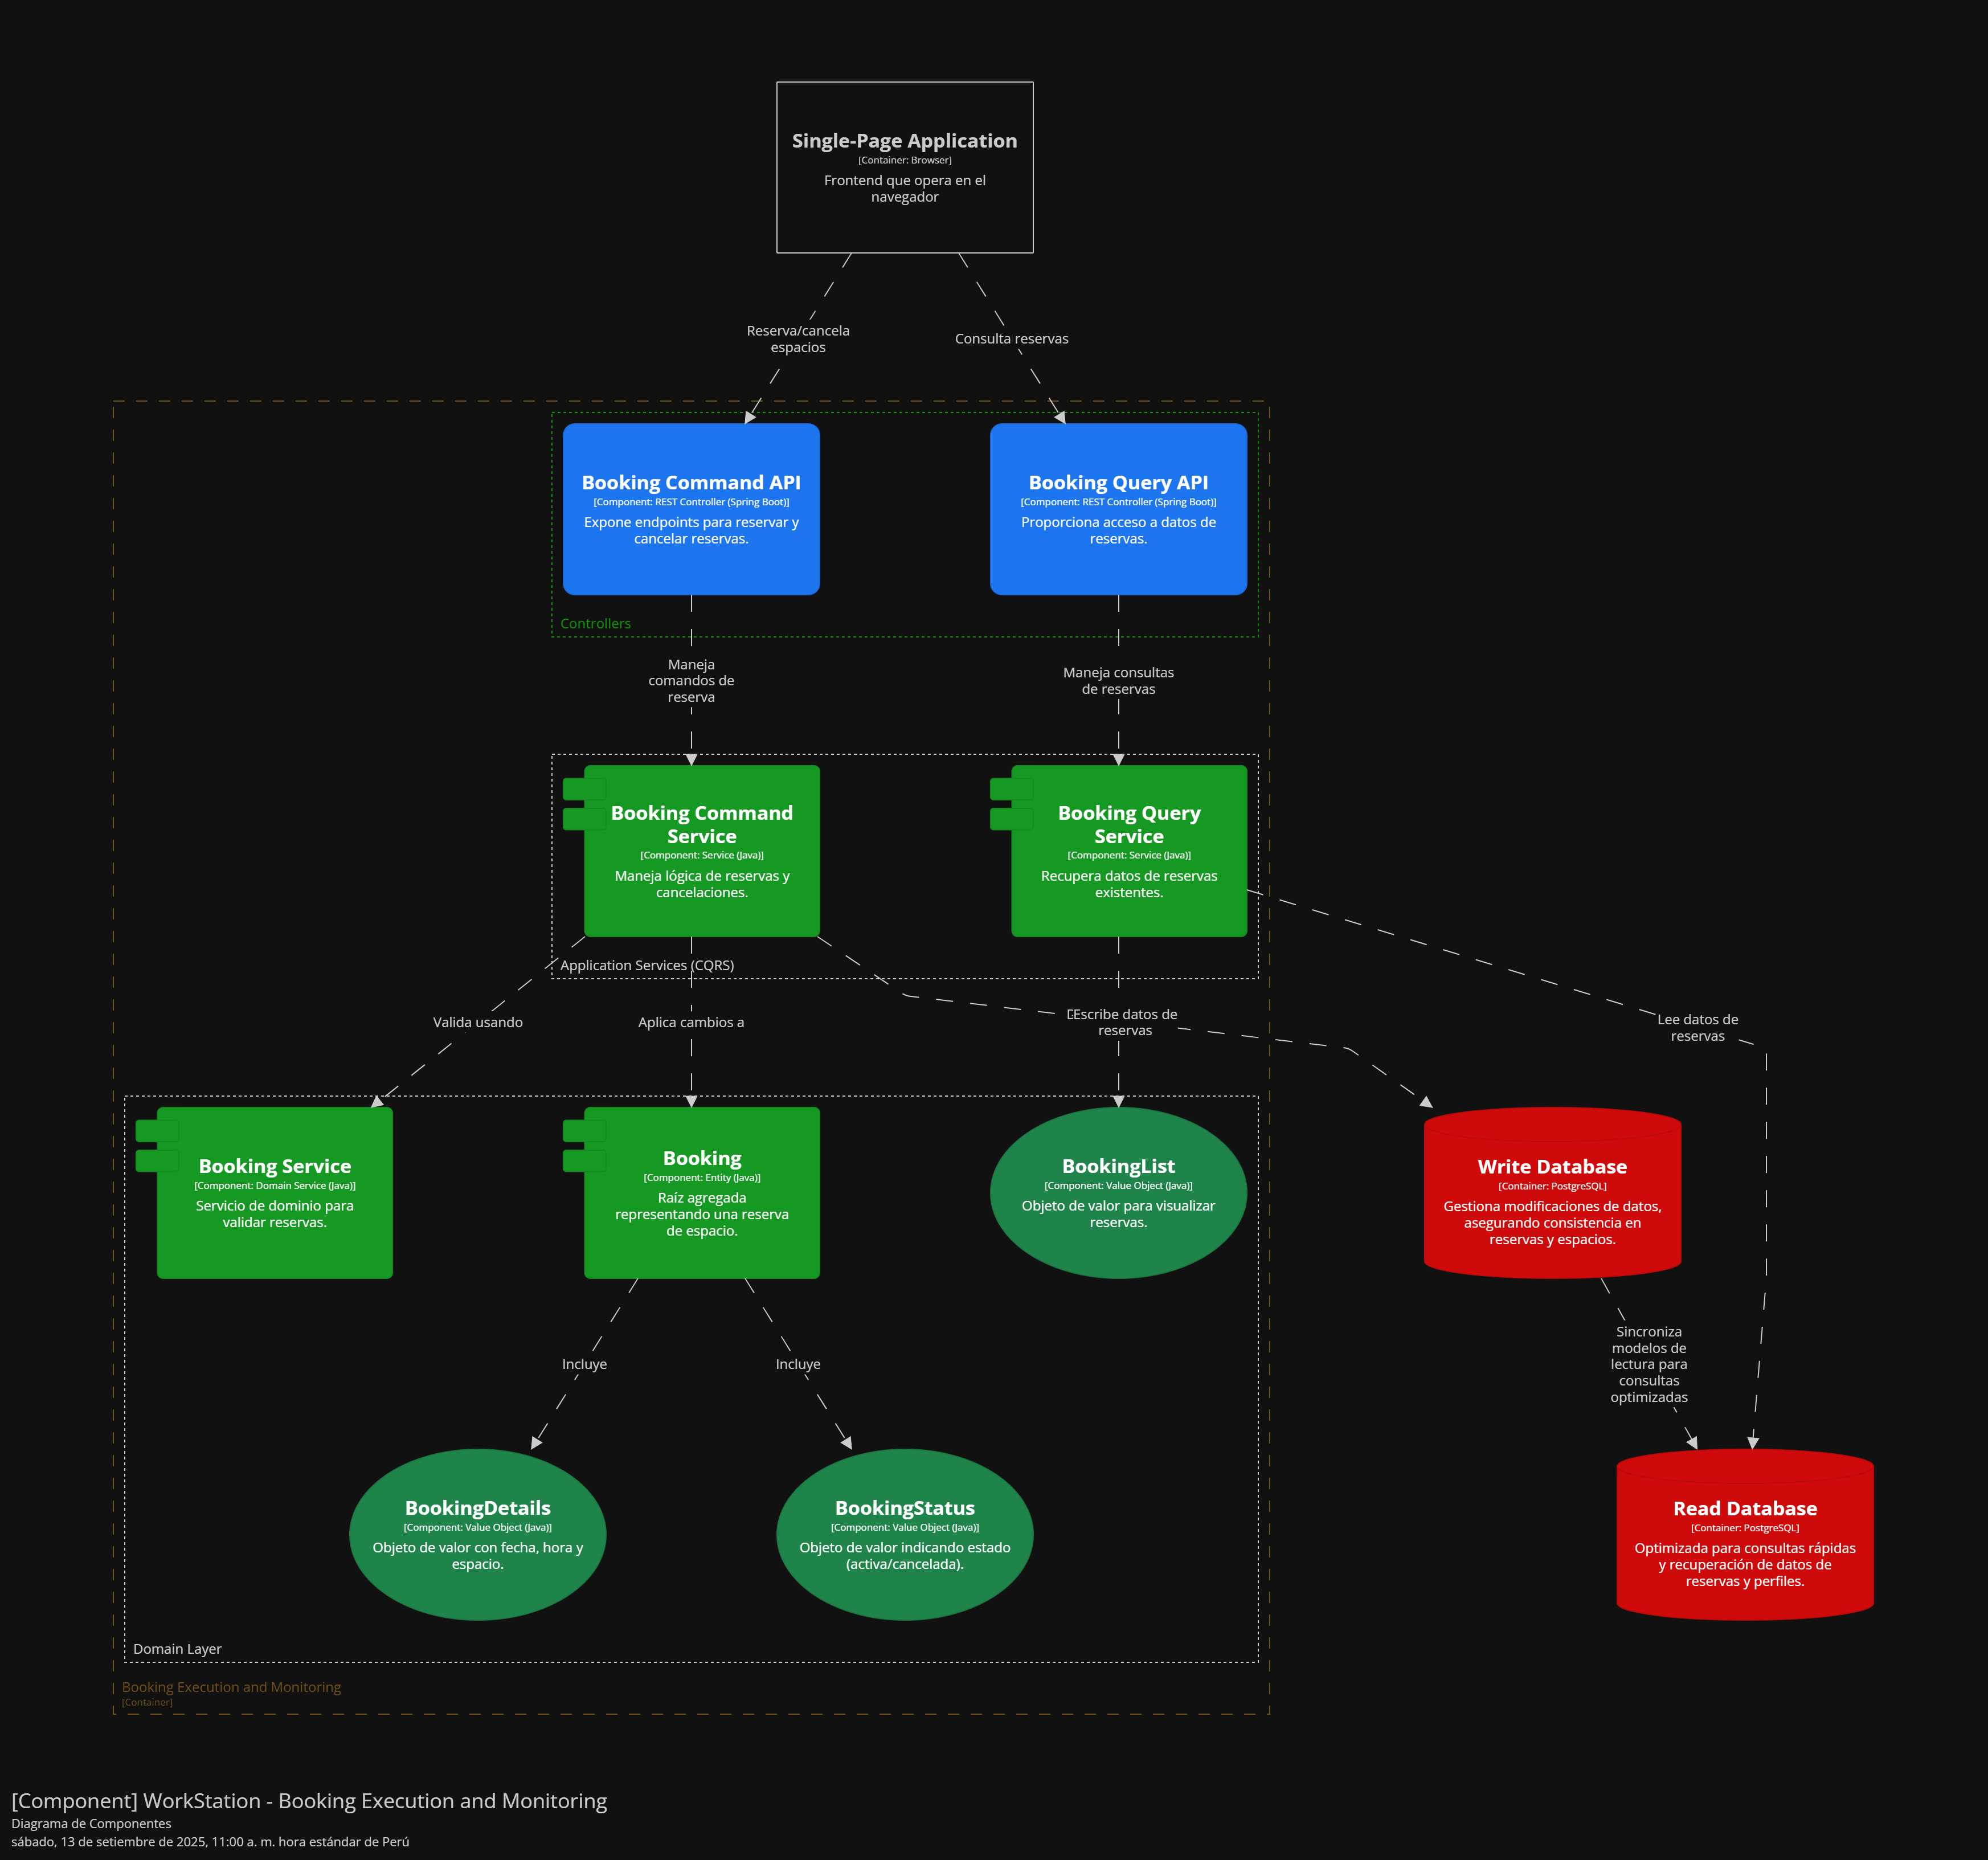 Single-Page Application
[Container: Browser]
Frontend que opera en el
navegador
Reserva/cancela
espacios
Consulta reservas
Booking Command API
[Component: REST Controller (Spring Boot)]
Expone endpoints para reservar y
cancelar reservas.
Booking Query API
[Component: REST Controller (Spring Boot)]
Proporciona acceso a datos de
reservas.
Controllers
Maneja
comandos de
reserva
Maneja consultas
de reservas
Booking Command
Service
[Component: Service (Java)]
Maneja lógica de reservas y
cancelaciones.
Booking Query
Service
[Component: Service (Java)]
Recupera datos de reservas
existentes.
Application Services (CQRS)
Valida usando
Aplica cambios a
Escribe datos de
reservas
Lee datos de
reservas
Booking Service
[Component: Domain Service (Java)]
Servicio de dominio para
validar reservas.
Booking
[Component: Entity (Java)]
Raíz agregada
representando una reserva
de espacio.
BookingList
[Component: Value Object (Java)]
Objeto de valor para visualizar
reservas.
Write Database
[Container: PostgreSQL]
Gestiona modificaciones de datos,
asegurando consistencia en
reservas y espacios.
Incluye
Incluye
Sincroniza
modelos de
lectura para
consultas
optimizadas
BookingDetails
[Component: Value Object (Java)]
Objeto de valor con fecha, hora y
espacio.
BookingStatus
[Component: Value Object (Java)]
Objeto de valor indicando estado
(activa/cancelada).
Read Database
[Container: PostgreSQL]
Optimizada para consultas rápidas
y recuperación de datos de
reservas y perfiles.
Domain Layer
Booking Execution and Monitoring
[Container]
[Component] WorkStation - Booking Execution and Monitoring
Diagrama de Componentes
sábado, 13 de setiembre de 2025, 11:00 a. m. hora estándar de Perú